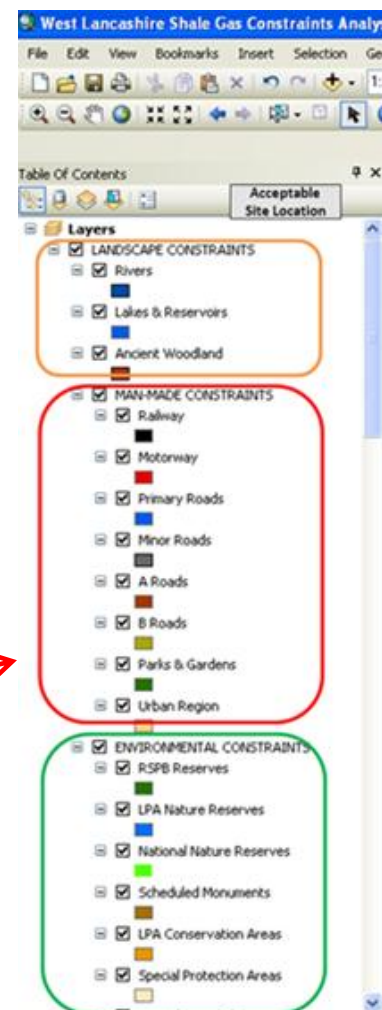 West Lancashire Shale Gas Constraints Analy
File Edit View Bookmarks Insert Selection Ge
1:
Table Of Contents
Acceptable
Site Location
Layers
LANDSCAPE CONSTRAINTS
Rivers
Lakes & Reservoirs
Ancient Woodland
MAN-MADE CONSTRAINTS
Railway
Motorway
Primary Roads
Minor Roads
A Roads
B Roads
Parks & Gardens
Urban Region
ENVIRONMENTAL CONSTRAINTS
RSPB Reserves
LPA Nature Reserves
National Nature Reserves
Scheduled Monuments
LPA Conservation Areas
Special Protection Areas